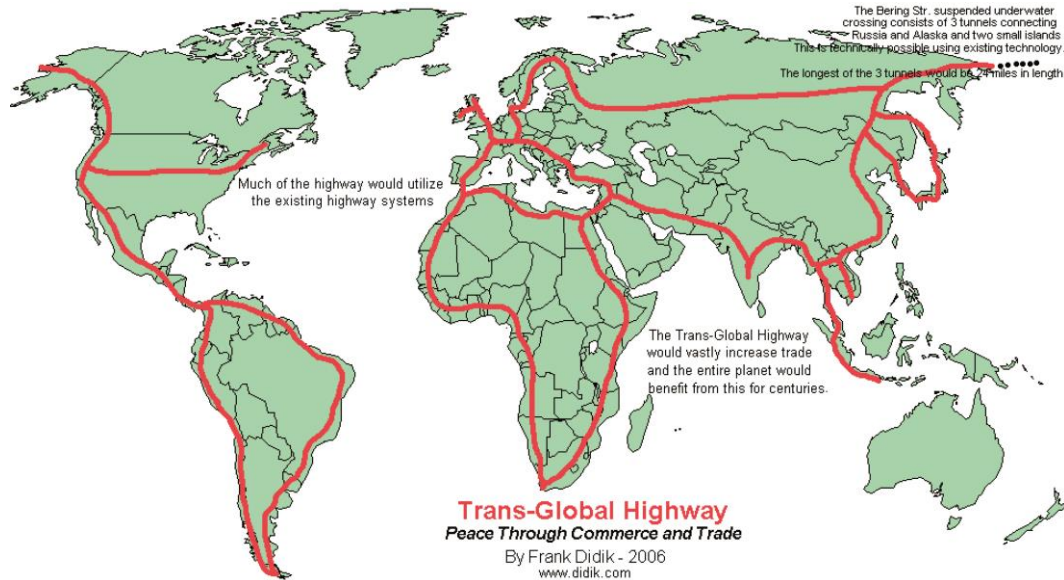 The Bering Str. suspended underwater
crossing consists of 3 tunnels connecting
Russia and Alaska and two small islands
This is technically possible using existing technology.
The longest of the 3 tunnels would be 24 miles in length
Much of the highway would utilize
the existing highway systems
The Trans-Global Highway
would vastly increase trade
and the entire planet would
benefit from this for centuries.
Trans-Global Highway
Peace Through Commerce and Trade
By Frank Didik - 2006
www.didik.com